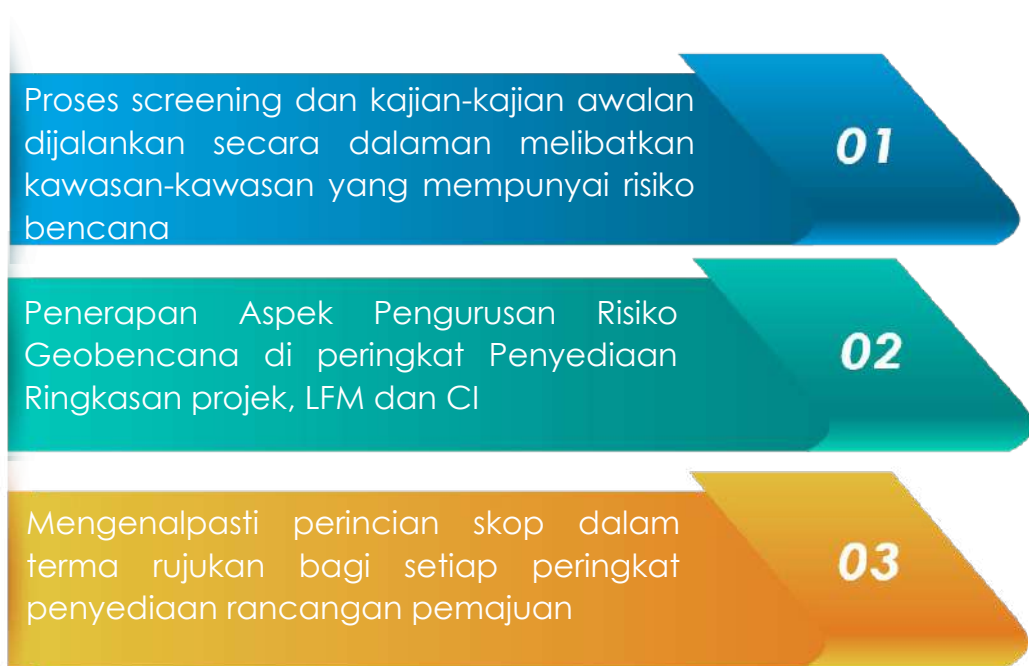 Proses screening dan kajian-kajian awalan
dijalankan secara dalaman melibatkan
kawasan-kawasan yang mempunyai risiko
bencana
01
Penerapan Aspek Pengurusan Risiko
Geobencana di peringkat Penyediaan
Ringkasan projek, LFM dan CI
02
Mengenalpasti perincian skop dalam
terma rujukan bagi setiap peringkat
penyediaan rancangan pemajuan
03